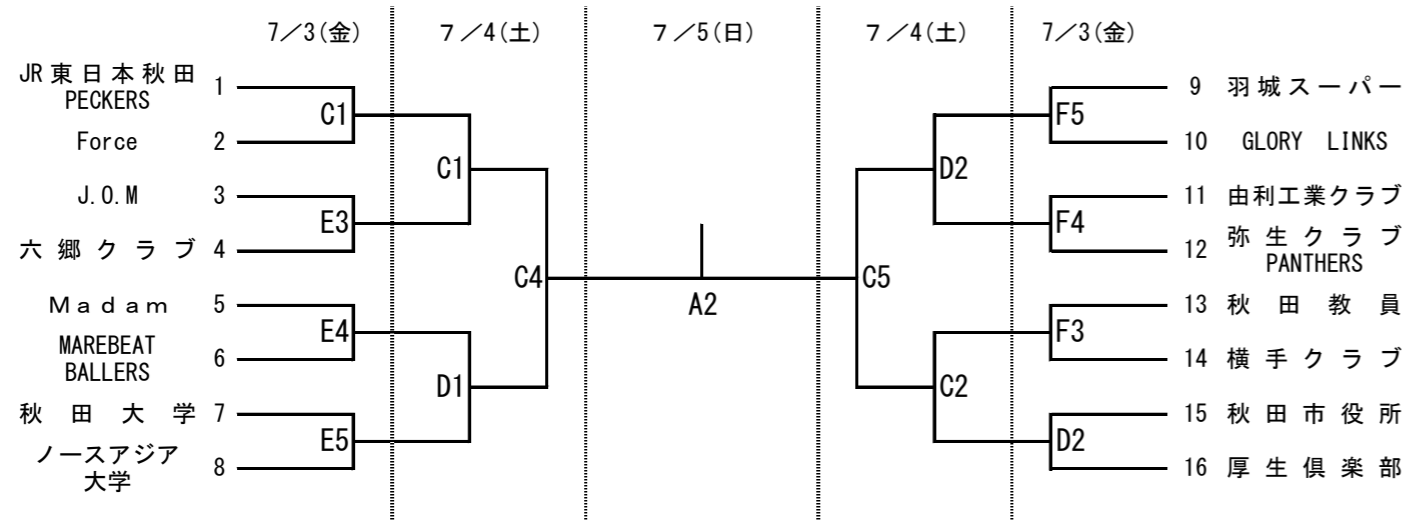 7／3(金) 7／4(土) 7／5(日) 7／4(土) 7／3(金)
JR東日本秋田
PECKERS 1
C1
Force 2
C1
J.O.M 3
E3
六郷クラブ 4
C4
Madam 5
E4
MAREBEAT
BALLERS 6
D1
秋田大学 7
E5
ノースアジア
大学 8
A2
9 羽城スーパー
F5
10 GLORY LINKS
D2
11 由利工業クラブ
F4
12 弥生クラブ
PANTHERS
C5
13 秋田教員
F3
14 横手クラブ
C2
15 秋田市役所
D2
16 厚生倶楽部